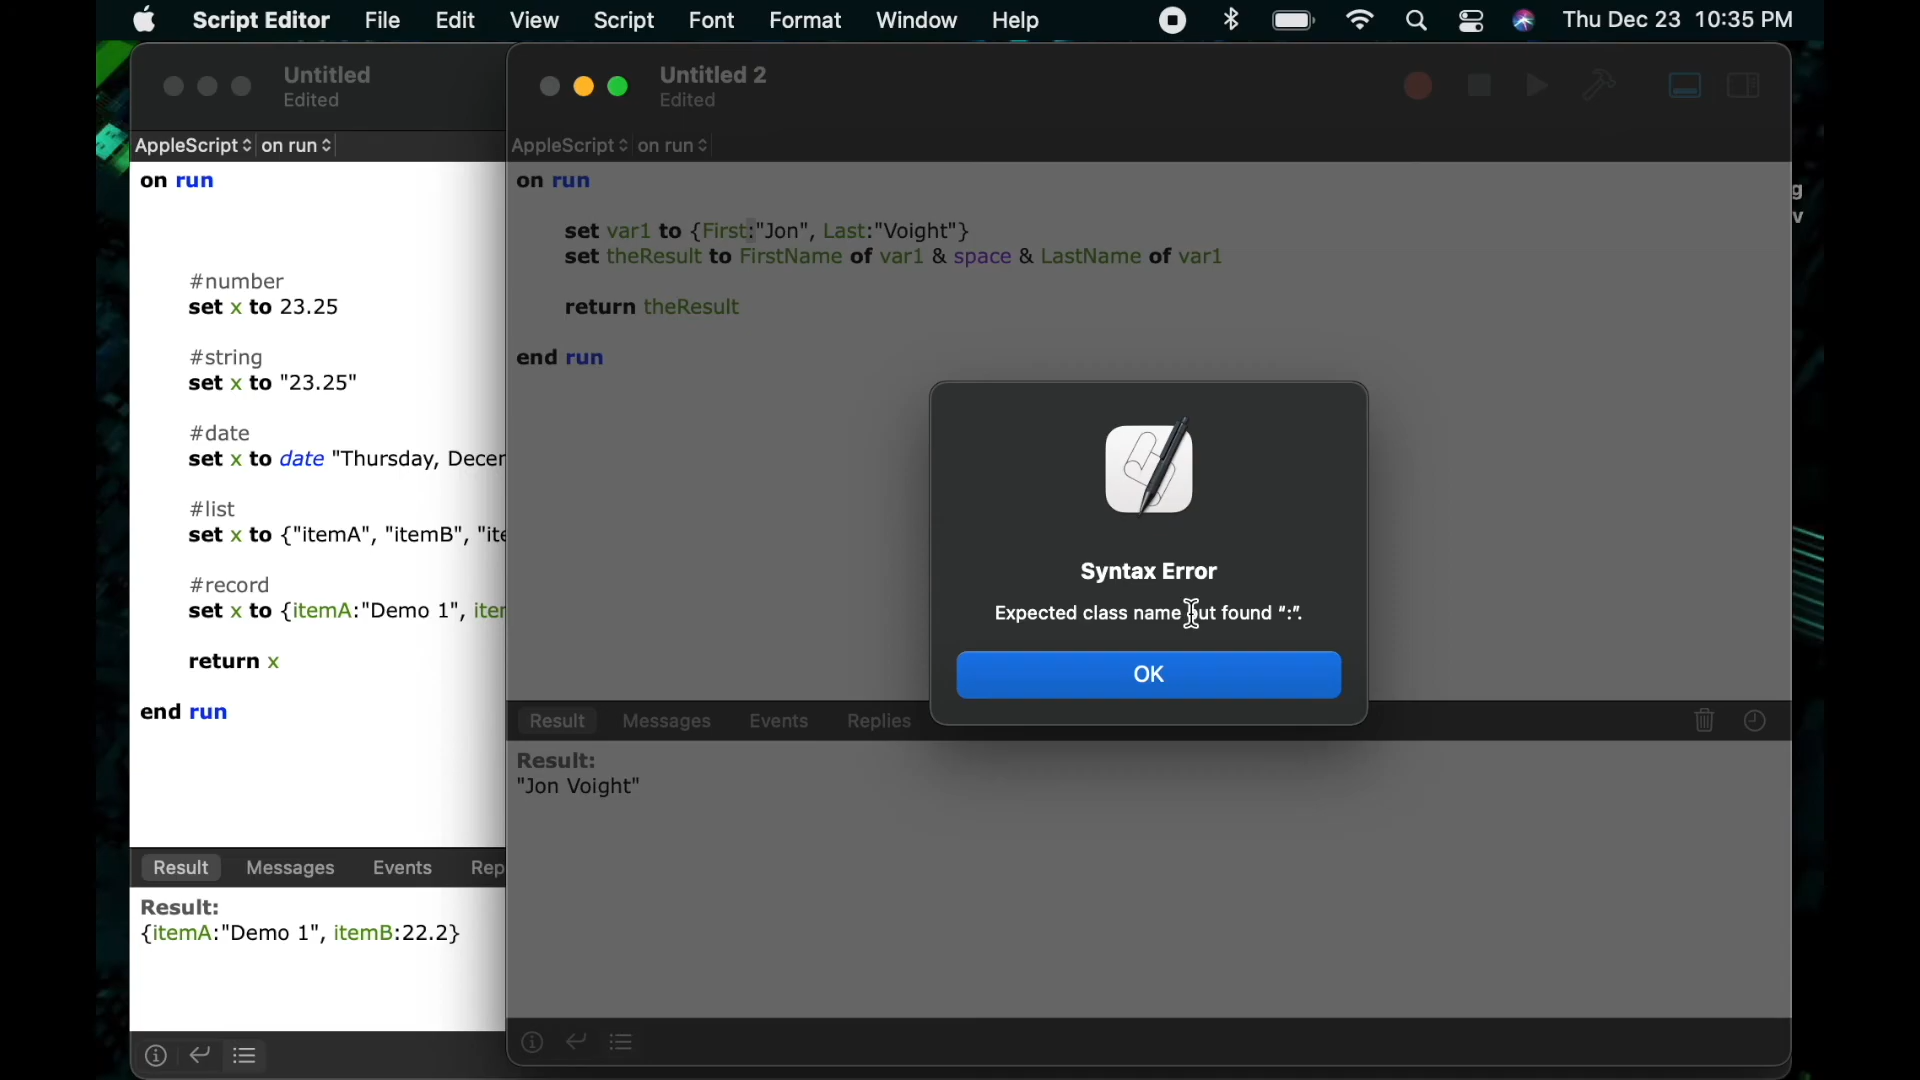 Script Editor File Edit View Script Font Format Window Help Thu Dec 23 10:35 PM
Untitled
Edited
AppleScript on run
on run
#number
set x to 23.25
#string
set x to "23.25"
#date
set x to date "Thursday, Decer
#list
set x to {"itemA", "itemB", "ite
#record
set x to {itemA:"Demo 1", iter
return x
end run
Result Messages Events Rep
Result:
{itemA:"Demo 1", itemB:22.2}
Untitled 2
Edited
AppleScript on run
on run
set var1 to {First:"Jon", Last:"Voight"}
set theResult to FirstName of var1 & space & LastName of var1
return theResult
end run
Syntax Error
Expected class name but found “:”.
OK
Result Messages Events Replies
Result:
"Jon Voight"
g
v